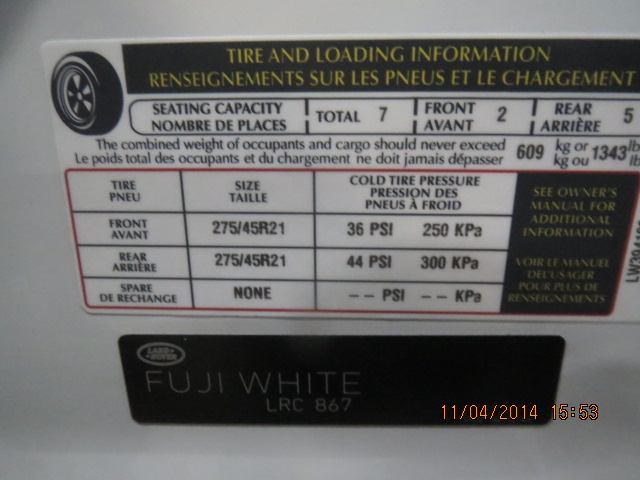 TIRE AND LOADING INFORMATION
RENSEIGNEMENTS SUR LES PNEUS ET LE CHARGEMENT
SEATING CAPACITY TOTAL 7 FRONT 2 REAR 5
NOMBRE DE PLACES AVANT ARRIÈRE
The combined weight of occupants and cargo should never exceed 609 kg or 1343 lb
Le poids total des occupants et du chargement ne doit jamais dépasser kg ou lb
TIRE SIZE COLD TIRE PRESSURE
PNEU TAILLE PRESSION DES
PNEUS À FROID
SEE OWNER'S
MANUAL FOR
ADDITIONAL
INFORMATION
FRONT 275/45R21 36 PSI 250 KPa
AVANT
REAR 275/45R21 44 PSI 300 KPa
ARRIÈRE
SPARE NONE -- PSI -- KPa
DE RECHANGE
VOIR LE MANUEL
DE L'USAGER
POUR PLUS DE
RENSEIGNEMENTS
LAND
ROVER
FUJI WHITE
LRC 867
11/04/2014 15:53